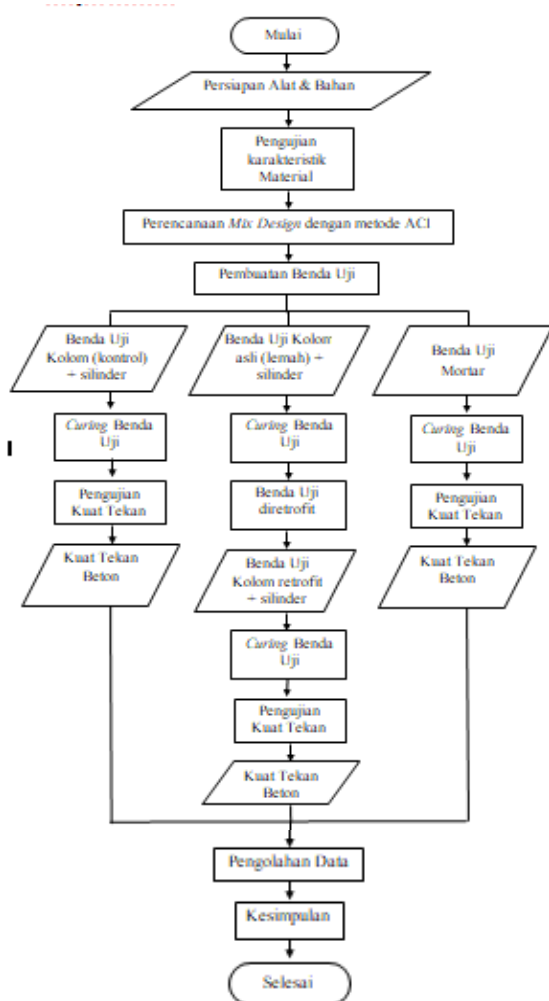 Mulai
Persiapan Alat & Bahan
Pengujian
karakteristik
Material
Perencanaan Mix Design dengan metode ACI
Pembuatan Benda Uji
Benda Uji
Kolom (kontrol)
+ silinder
Curing Benda
Uji
Pengujian
Kuat Tekan
Kuat Tekan
Beton
Benda Uji Kolom
asli (lemah) +
silinder
Curing Benda
Uji
Benda Uji
diretrofit
Benda Uji
Kolom retrofit
+ silinder
Curing Benda
Uji
Pengujian
Kuat Tekan
Kuat Tekan
Beton
Benda Uji
Mortar
Curing Benda
Uji
Pengujian
Kuat Tekan
Kuat Tekan
Beton
Pengolahan Data
Kesimpulan
Selesai